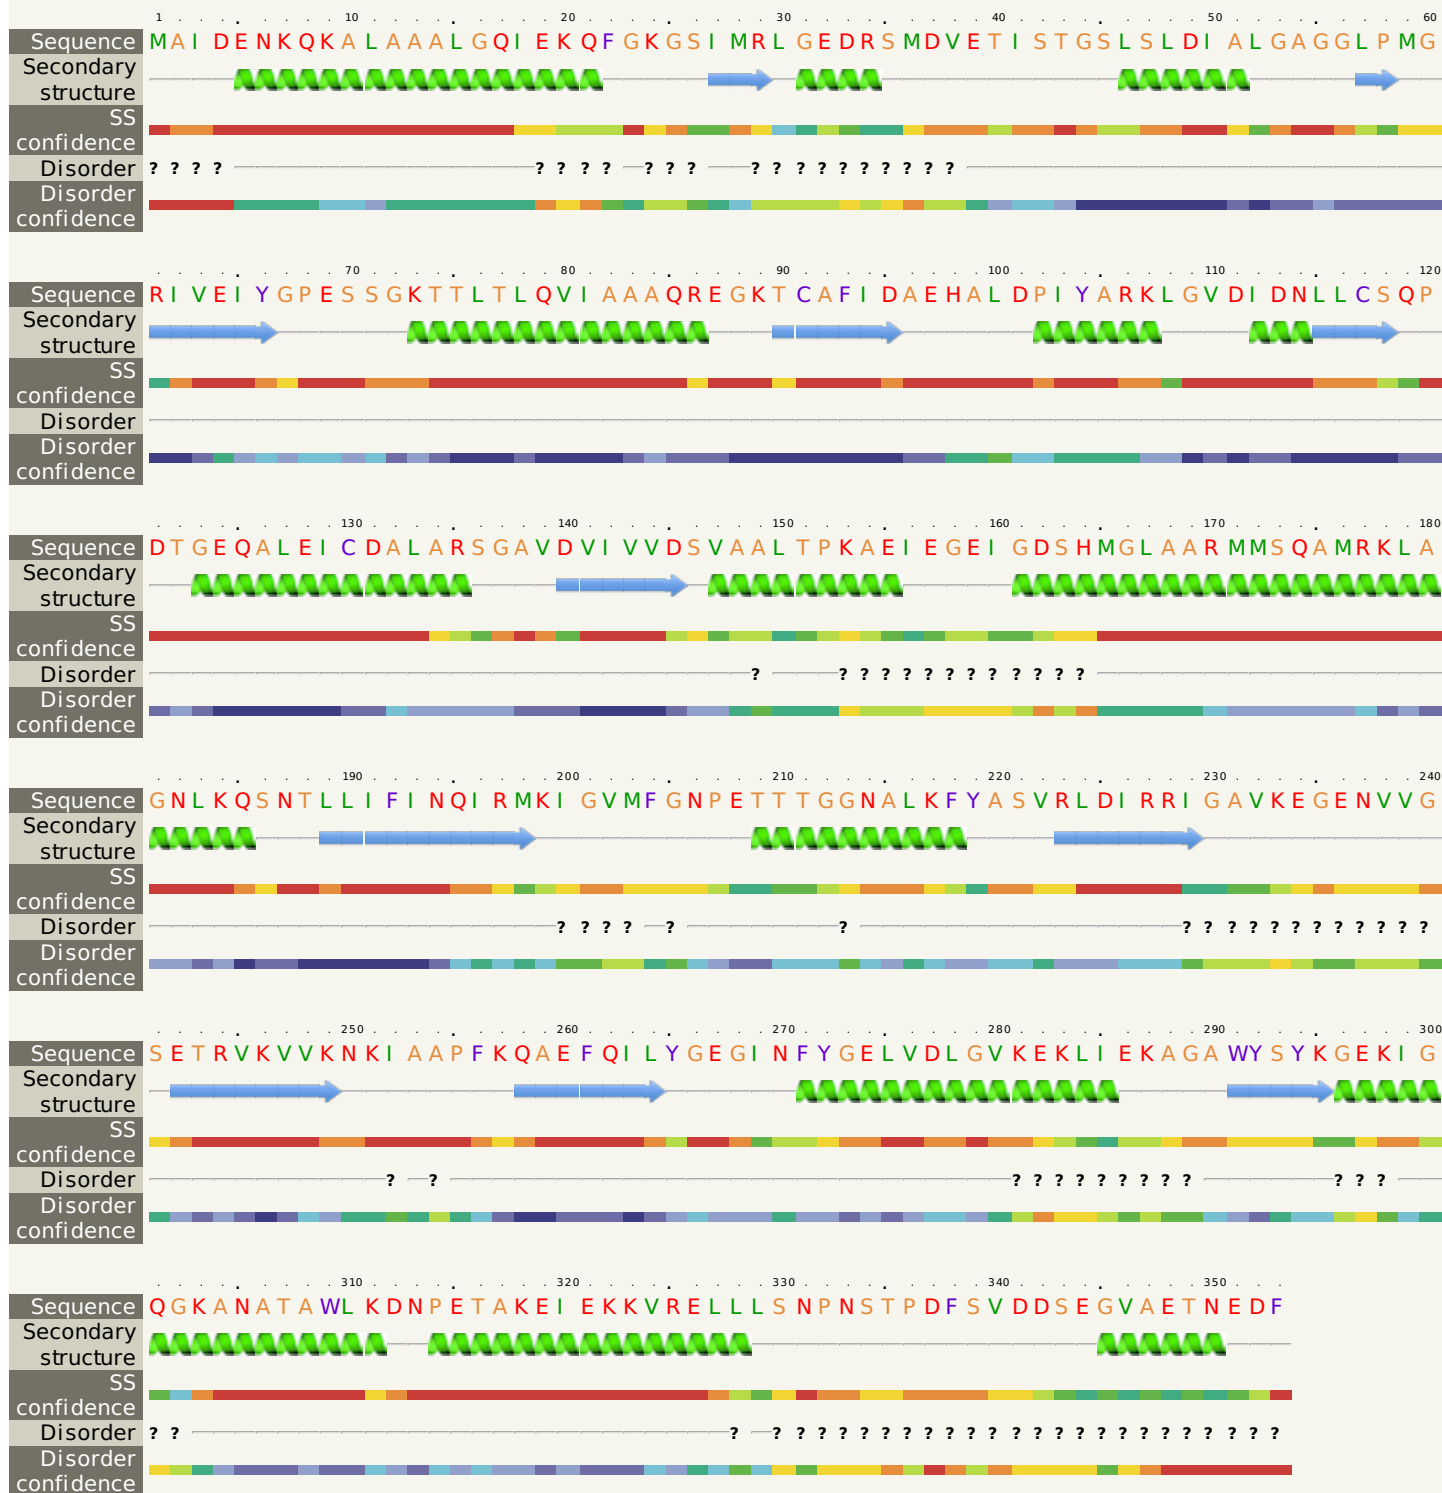 1 10 20 30 40 50 60
Sequence MAIDENKQKALAAALGQIEKQFGKGSIMRLGEDRSMDVETISTGSLSLDIALGAGGLPMG
Secondary
structure
SS
confidence
Disorder ? ? ? ? ? ? ? ? ? ? ? ? ? ? ? ? ? ? ? ? ?
Disorder
confidence
70 80 90 100 110 120
Sequence RIVEIYGPESSGKTTLTLQVIAAAQREGKTCAFIDAEHALDPIYARKLGVDIDNLLCSQP
Secondary
structure
SS
confidence
Disorder
Disorder
confidence
130 140 150 160 170 180
Sequence DTGEQALEICDALARSGAVDVIVVDSVAALTPKAEIEGEIGDSHMGLAARMMSQAMRKLA
Secondary
structure
SS
confidence
Disorder ? ? ? ? ? ? ? ? ? ? ? ? ?
Disorder
confidence
190 200 210 220 230 240
Sequence GNLKQSNTLLIFINQIRMKIGVMFGNPETTTGGNALKFYASVRLDIRRIGAVKEGENVVG
Secondary
structure
SS
confidence
Disorder ? ? ? ? ? ? ? ? ? ? ? ? ? ? ? ? ? ?
Disorder
confidence
250 260 270 280 290 300
Sequence SETRVKVVKNKIAAPFKQAEFQILYGEGINFYGELVDLGVKEKLIEKAGAWYSYKGEKIG
Secondary
structure
SS
confidence
Disorder ? ? ? ? ? ? ? ? ? ? ? ? ? ?
Disorder
confidence
310 320 330 340 350
Sequence QGKANATAWLKDNPETAKEIEKKVRELLLSNPNSTPDFSVDDSEGVAETNEDF
Secondary
structure
SS
confidence
Disorder ? ? ? ? ? ? ? ? ? ? ? ? ? ? ? ? ? ? ? ? ? ? ? ? ? ? ?
Disorder
confidence